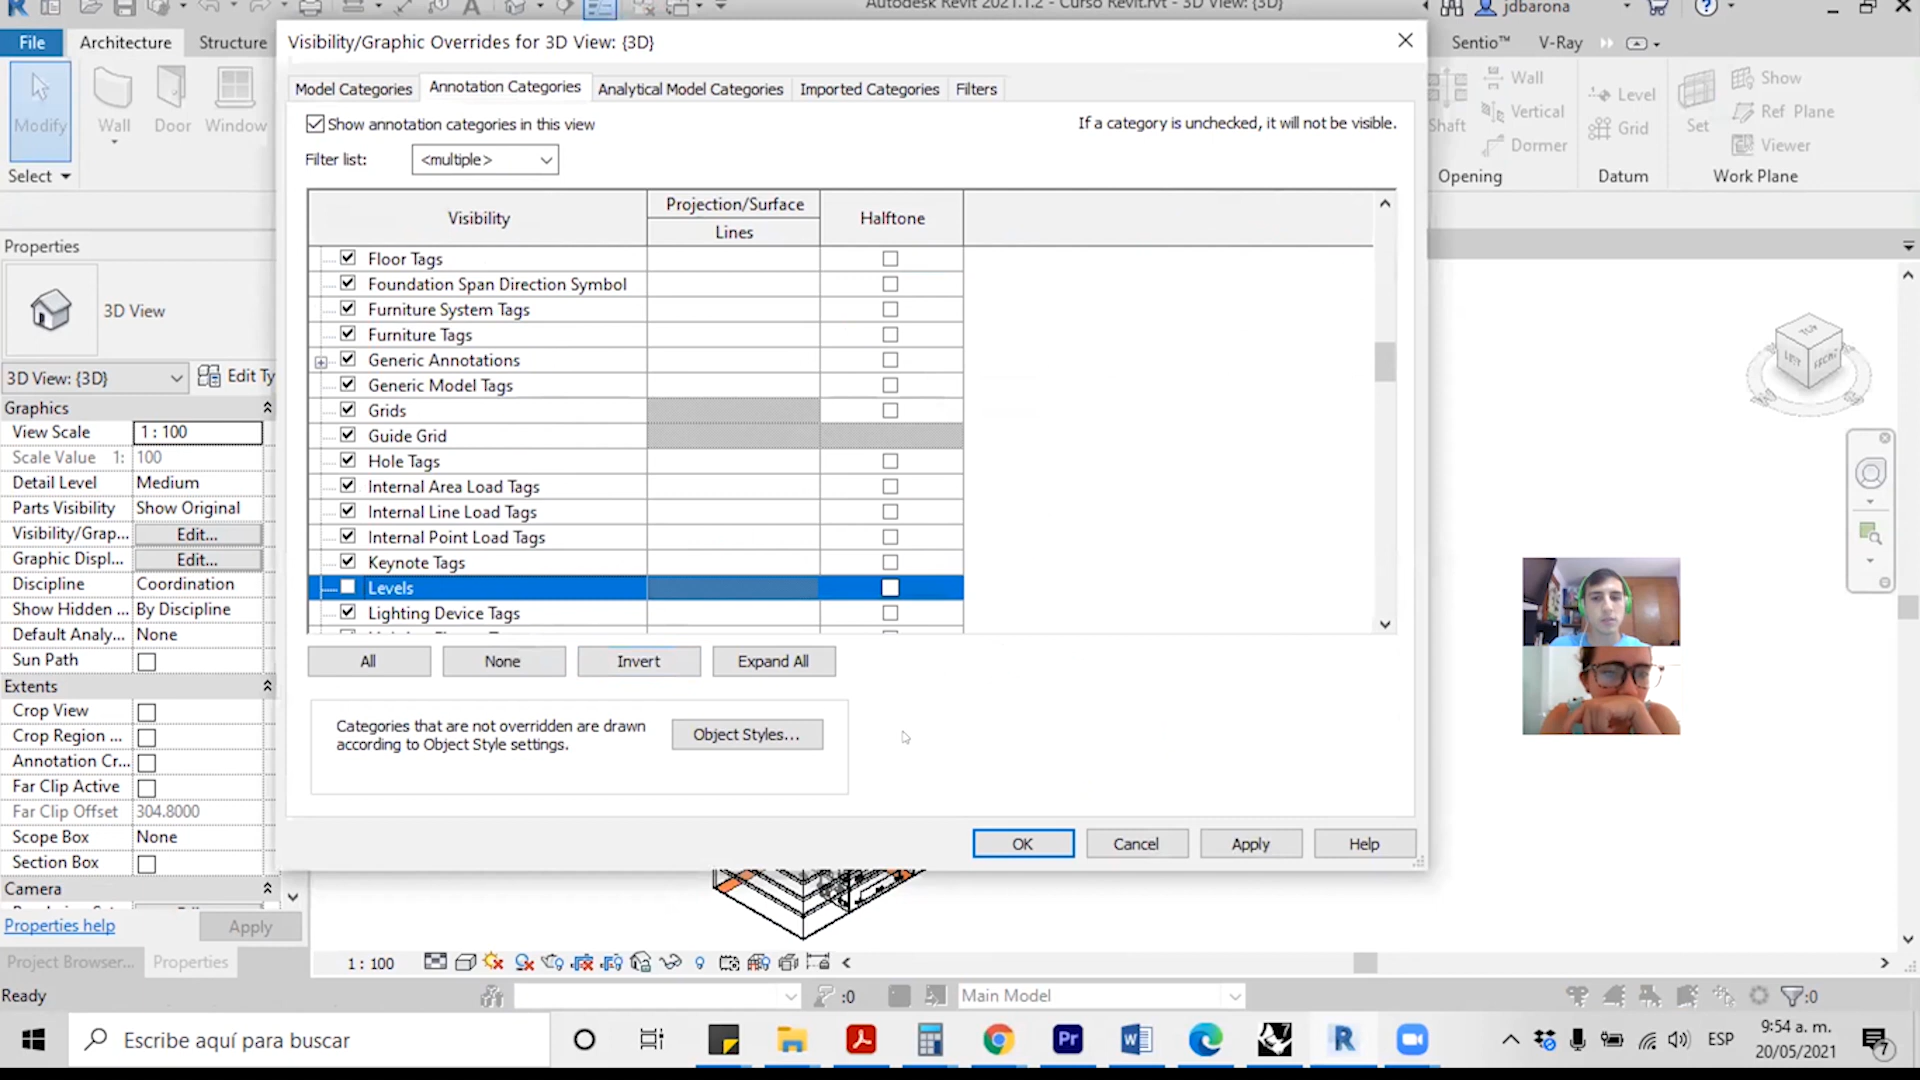 Autodesk Revit 2021.1.2 - Curso Revit.rvt - 3D View: {3D}
jdbarona
File
Architecture
Structure
Visibility/Graphic Overrides for 3D View: {3D}
Sentio™
V-Ray
Model Categories
Annotation Categories
Analytical Model Categories
Imported Categories
Filters
Modify
Wall
Door
Window
Select
Show annotation categories in this view
If a category is unchecked, it will not be visible.
Filter list:
<multiple>
Shaft
Wall
Vertical
Dormer
Level
Grid
Set
Show
Ref Plane
Viewer
Opening
Datum
Work Plane
Visibility
Projection/Surface
Lines
Halftone
Floor Tags
Foundation Span Direction Symbol
Furniture System Tags
Furniture Tags
Generic Annotations
Generic Model Tags
Grids
Guide Grid
Hole Tags
Internal Area Load Tags
Internal Line Load Tags
Internal Point Load Tags
Keynote Tags
Levels
Lighting Device Tags
All
None
Invert
Expand All
Categories that are not overridden are drawn
according to Object Style settings.
Object Styles...
OK
Cancel
Apply
Help
Properties
3D View
3D View: {3D}
Edit Ty
Graphics
View Scale 1 : 100
Scale Value 1: 100
Detail Level Medium
Parts Visibility Show Original
Visibility/Grap... Edit...
Graphic Displ... Edit...
Discipline Coordination
Show Hidden ... By Discipline
Default Analy... None
Sun Path
Extents
Crop View
Crop Region ...
Annotation Cr...
Far Clip Active
Far Clip Offset 304.8000
Scope Box None
Section Box
Camera
Properties help
Apply
Project Browser...
Properties
TOP
LEFT
FRONT
1 : 100
Ready
:0
Main Model
:0
Escribe aquí para buscar
Pr
R
ESP
9:54 a. m.
20/05/2021
7